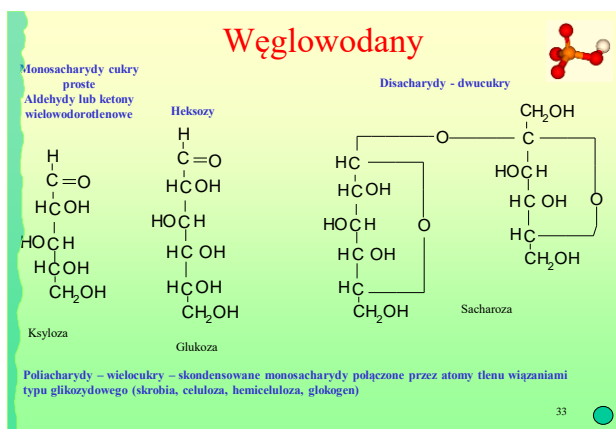 Węglowodany
Monosacharydy cukry
proste
Aldehydy lub ketony
wielowodorotlenowe
Heksozy
Disacharydy - dwucukry
H
C=O
HCOH
HOCH
HCOH
CH2OH
Ksyloza
H
C=O
HCOH
HOCH
HC OH
HCOH
CH2OH
Glukoza
O
HC
HCOH
HOCH
O
HC OH
HC
CH2OH
CH2OH
C
HOCH
HC OH
O
HC
CH2OH
Sacharoza
Poliacharydy – wielocukry – skondensowane monosacharydy połączone przez atomy tlenu wiązaniami
typu glikozydowego (skrobia, celuloza, hemiceluloza, glokogen)
33